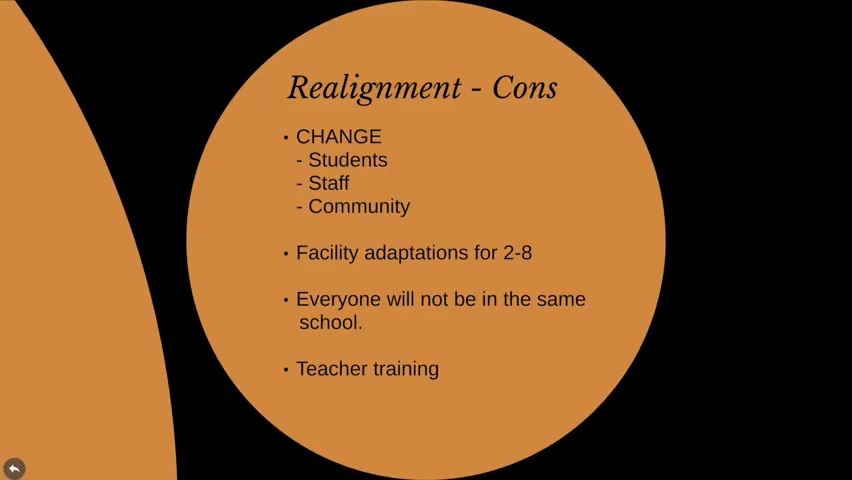 Realignment - Cons
• CHANGE
- Students
- Staff
- Community
• Facility adaptations for 2-8
• Everyone will not be in the same
school.
• Teacher training